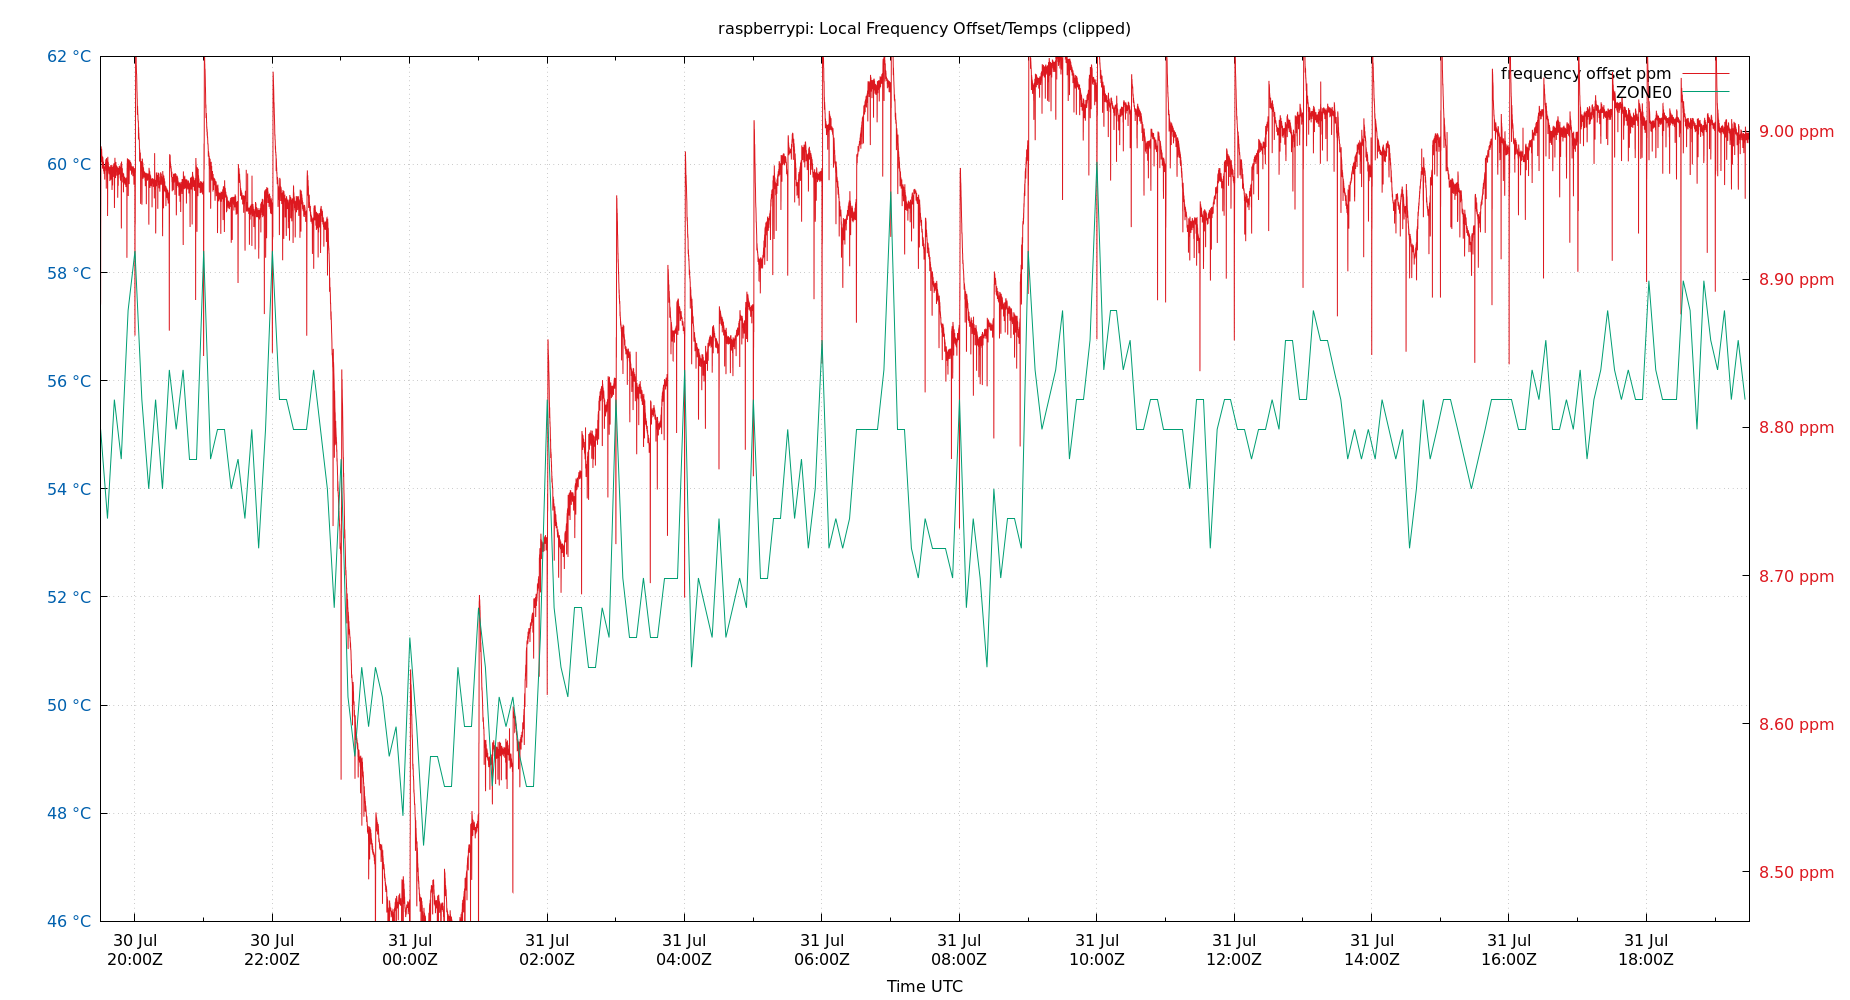 raspberrypi: Local Frequency Offset/Temps (clipped)
62 °C
60 °C
58 °C
56 °C
54 °C
52 °C
50 °C
48 °C
46 °C
frequency offset ppm
ZONE0
9.00 ppm
8.90 ppm
8.80 ppm
8.70 ppm
8.60 ppm
8.50 ppm
30 Jul
20:00Z
30 Jul
22:00Z
31 Jul
00:00Z
31 Jul
02:00Z
31 Jul
04:00Z
31 Jul
06:00Z
31 Jul
08:00Z
31 Jul
10:00Z
31 Jul
12:00Z
31 Jul
14:00Z
31 Jul
16:00Z
31 Jul
18:00Z
Time UTC